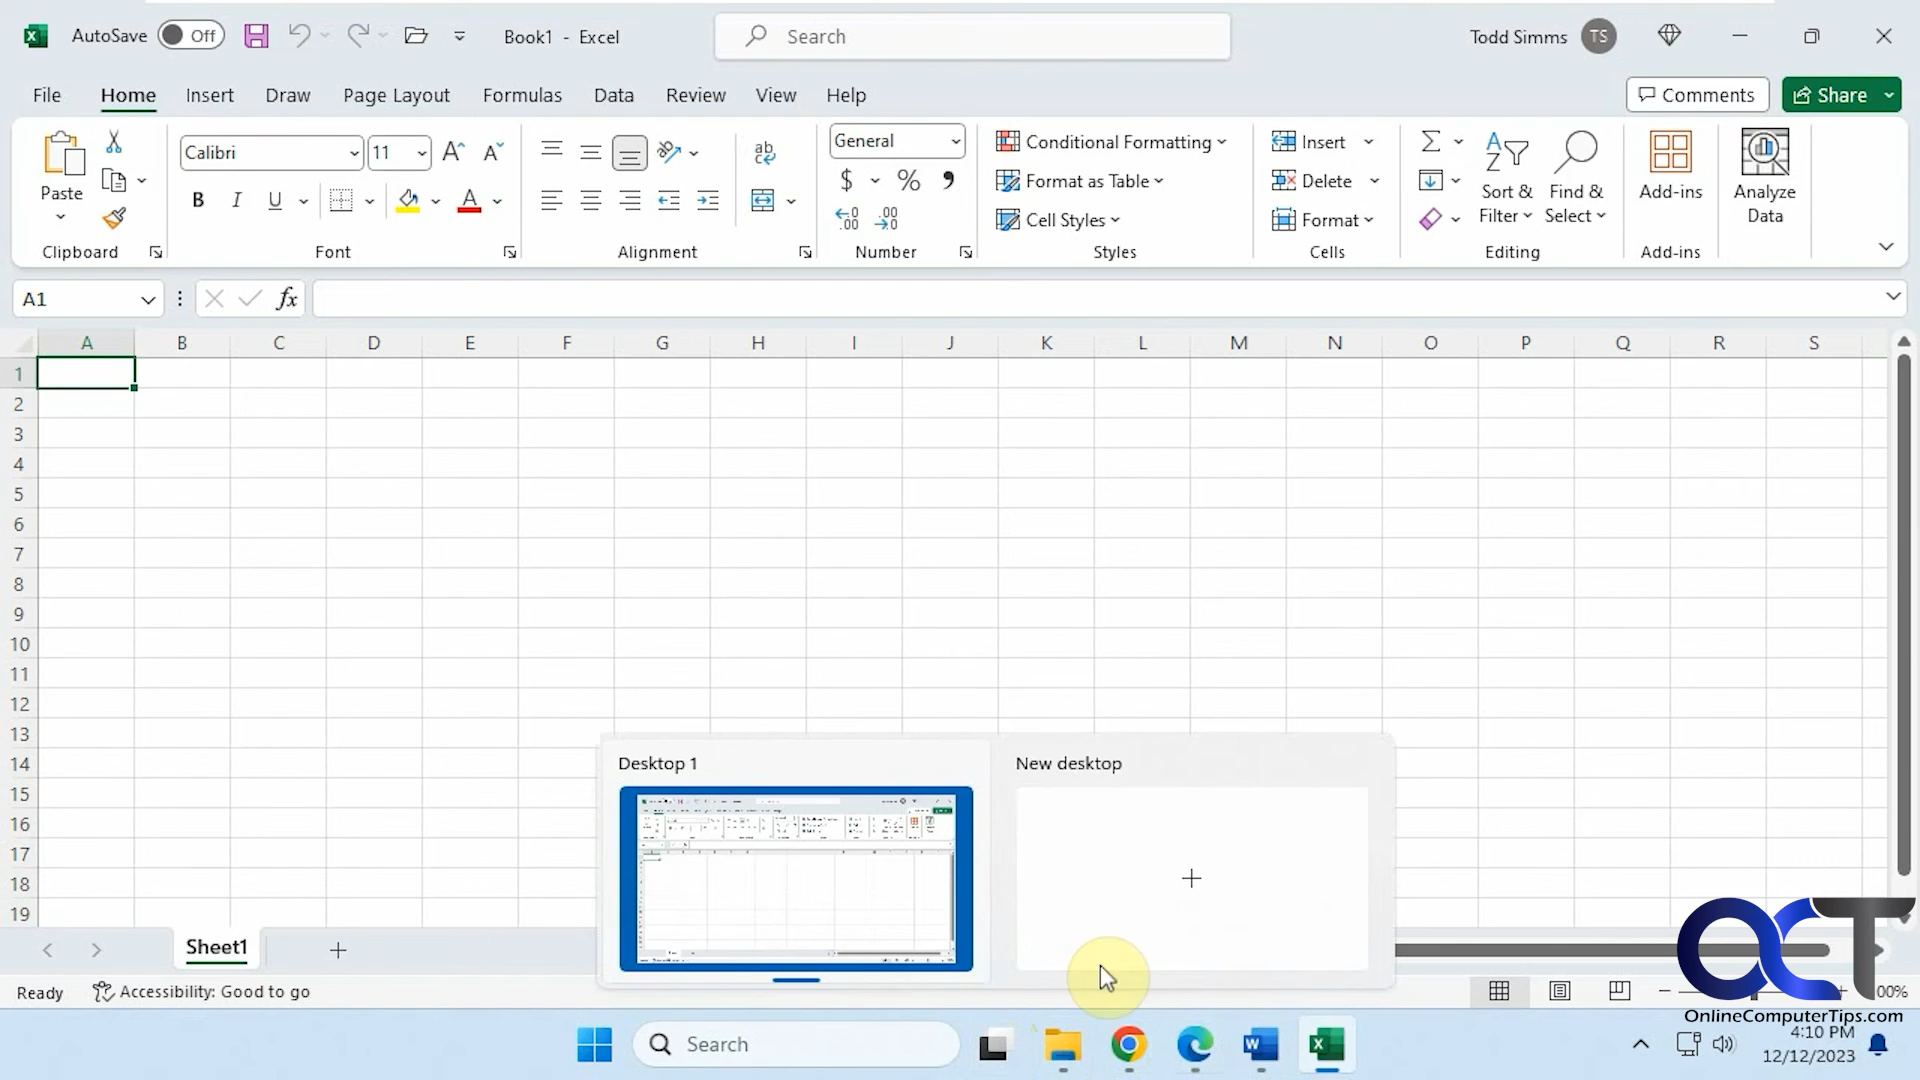 AutoSave Off Book1 - Excel Search Todd Simms TS
File Home Insert Draw Page Layout Formulas Data Review View Help Comments Share
Paste
Clipboard
Calibri 11
B I U
Font
ab
Alignment
General
$ % 9
Number
Conditional Formatting
Format as Table
Cell Styles
Styles
Insert
Delete
Format
Cells
Sort &
Filter
Find &
Select
Editing
Add-ins
Add-ins
Analyze
Data
A1 fx
A B C D E F G H I J K L M N O P Q R S
1
2
3
4
5
6
7
8
9
10
11
12
13
14
15
16
17
18
19
Desktop 1 New desktop
Sheet1
Ready Accessibility: Good to go
OCT
OnlineComputerTips.com
Search
4:10 PM
12/12/2023